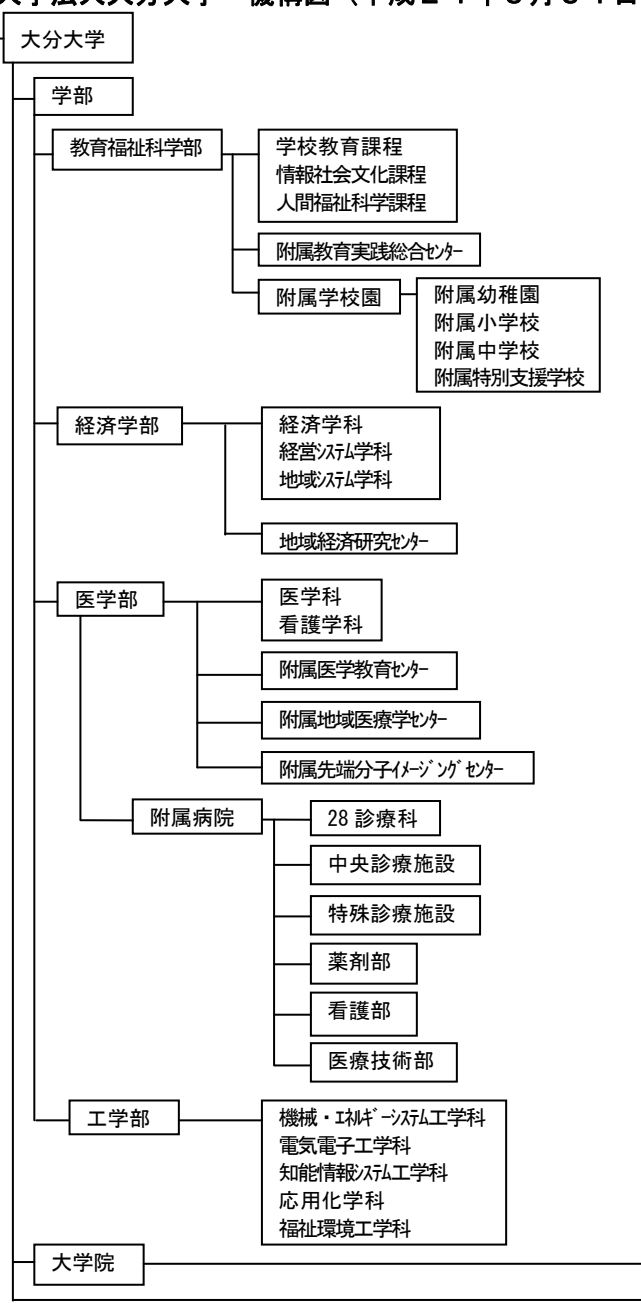 大分大学
学部
教育福祉科学部
学校教育課程
情報社会文化課程
人間福祉科学課程
附属教育実践総合ｾﾝﾀｰ
附属学校園
附属幼稚園
附属小学校
附属中学校
附属特別支援学校
経済学部
経済学科
経営ｼｽﾃﾑ学科
地域ｼｽﾃﾑ学科
地域経済研究ｾﾝﾀｰ
医学部
医学科
看護学科
附属医学教育ｾﾝﾀｰ
附属地域医療学ｾﾝﾀｰ
附属先端分子ｲﾒｰｼﾞﾝｸﾞｾﾝﾀｰ
附属病院
28 診療科
中央診療施設
特殊診療施設
薬剤部
看護部
医療技術部
工学部
機械・ｴﾈﾙｷﾞｰｼｽﾃﾑ工学科
電気電子工学科
知能情報ｼｽﾃﾑ工学科
応用化学科
福祉環境工学科
大学院